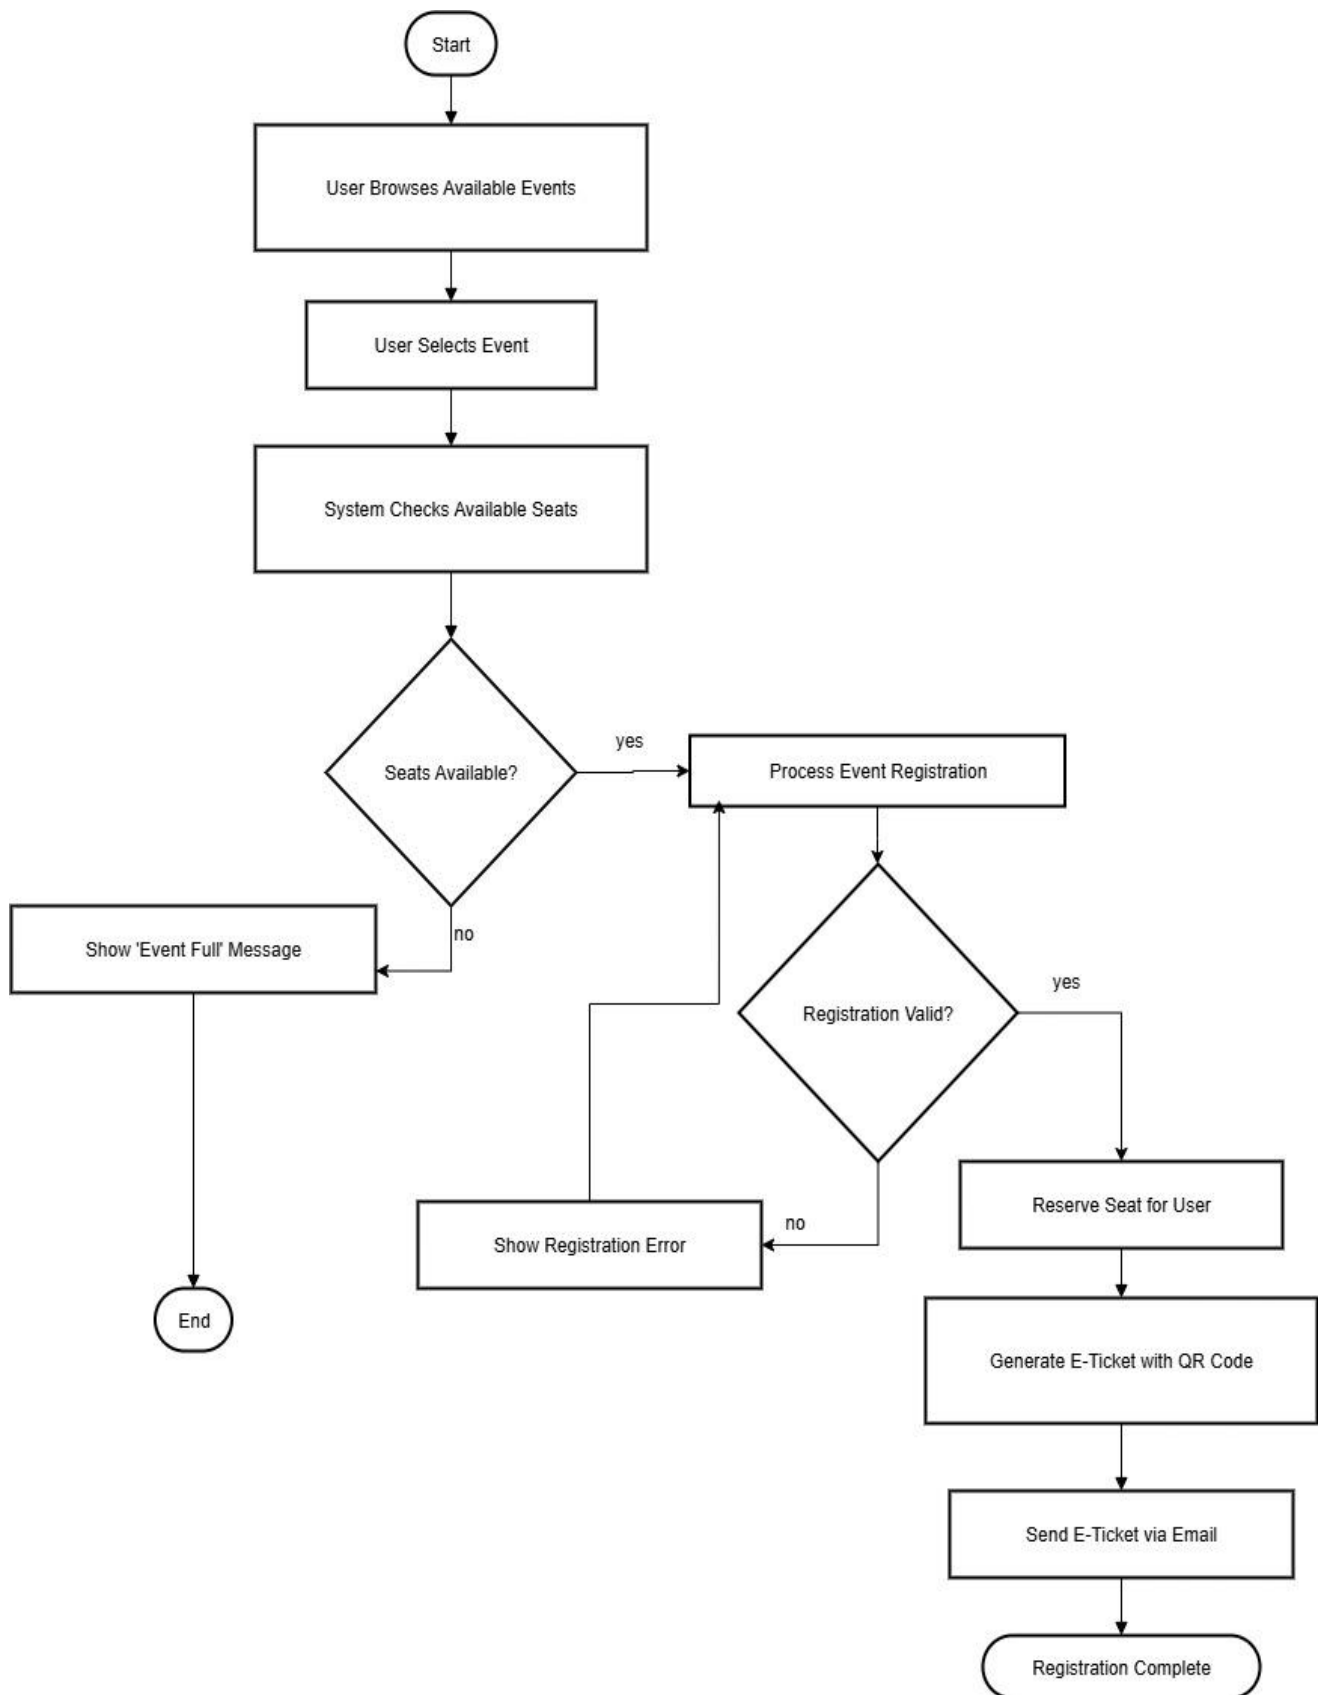 Start
User Browses Available Events
User Selects Event
System Checks Available Seats
Seats Available?
yes
Process Event Registration
no
Show 'Event Full' Message
Registration Valid?
yes
Reserve Seat for User
no
Show Registration Error
End
Generate E-Ticket with QR Code
Send E-Ticket via Email
Registration Complete